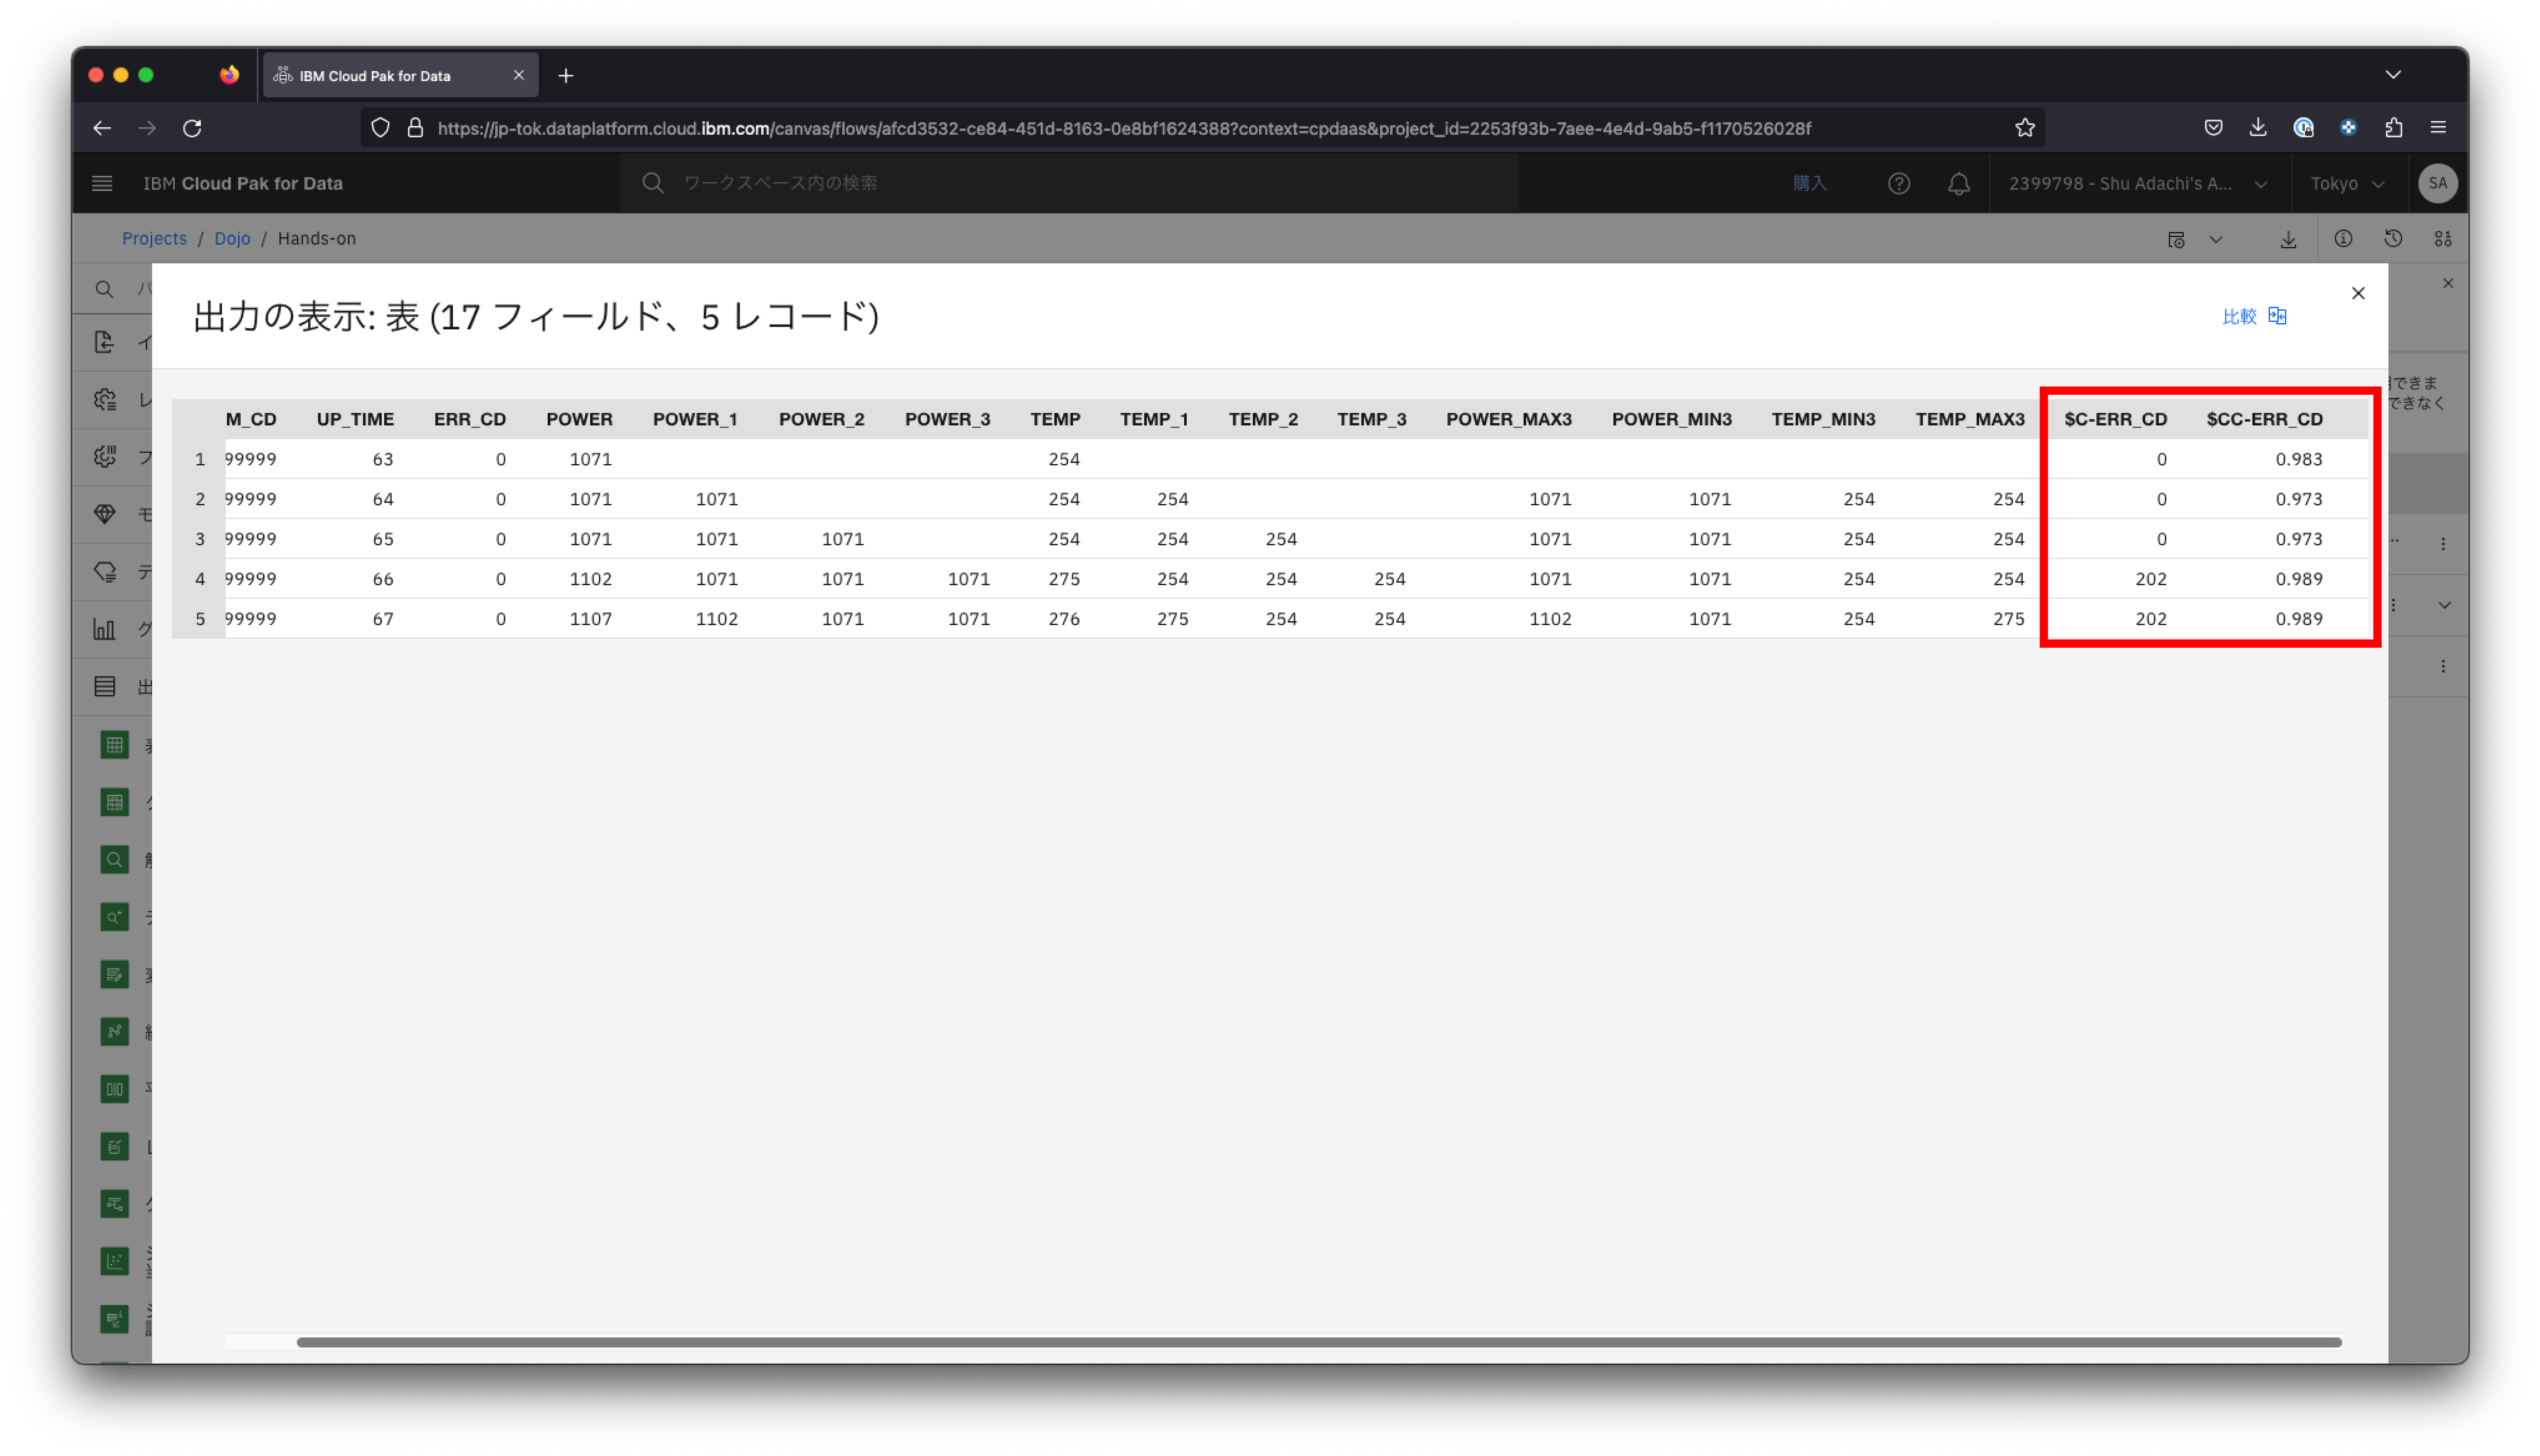 IBM Cloud Pak for Data
https://jp-tok.dataplatform.cloud.ibm.com/canvas/flows/afcd3532-ce84-451d-8163-0e8bf1624388?context=cpdaas&project_id=2253f93b-7aee-4e4d-9ab5-f1170526028f
IBM Cloud Pak for Data ワークスペース内の検索 購入 2399798 - Shu Adachi's A... Tokyo SA
Projects / Dojo / Hands-on
出力の表示: 表 (17 フィールド、5 レコード) 比較
できま
できなく
M_CD UP_TIME ERR_CD POWER POWER_1 POWER_2 POWER_3 TEMP TEMP_1 TEMP_2 TEMP_3 POWER_MAX3 POWER_MIN3 TEMP_MIN3 TEMP_MAX3 $C-ERR_CD $CC-ERR_CD
1 99999 63 0 1071 254 0 0.983
2 99999 64 0 1071 1071 254 254 1071 1071 254 254 0 0.973
3 99999 65 0 1071 1071 1071 254 254 254 1071 1071 254 254 0 0.973
4 99999 66 0 1102 1071 1071 1071 275 254 254 254 1071 1071 254 254 202 0.989
5 99999 67 0 1107 1102 1071 1071 276 275 254 254 1102 1071 254 275 202 0.989